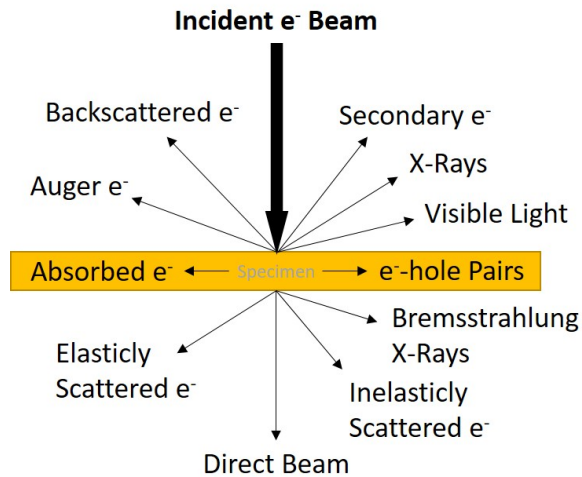 Incident e⁻ Beam
Backscattered e⁻
Secondary e⁻
X-Rays
Auger e⁻
Visible Light
Absorbed e⁻
Specimen
e⁻-hole Pairs
Bremsstrahlung
X-Rays
Elasticly
Scattered e⁻
Inelasticly
Scattered e⁻
Direct Beam